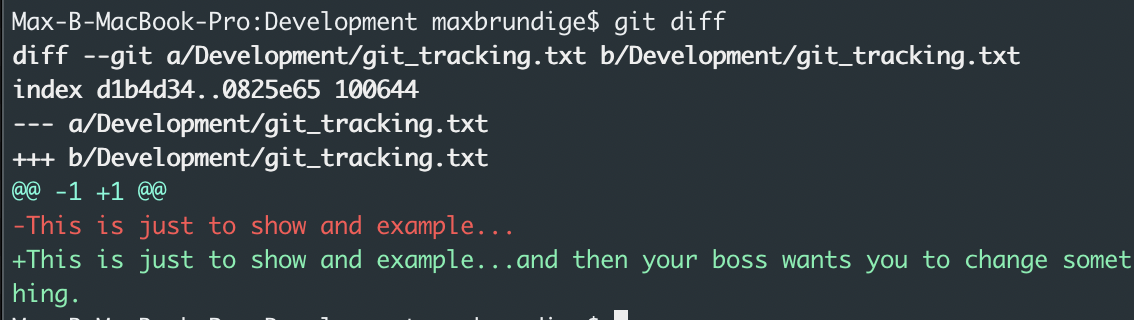 Max-B-MacBook-Pro:Development maxbrundige$ git diff
diff --git a/Development/git_tracking.txt b/Development/git_tracking.txt
index d1b4d34..0825e65 100644
--- a/Development/git_tracking.txt
+++ b/Development/git_tracking.txt
@@ -1 +1 @@
-This is just to show and example...
+This is just to show and example...and then your boss wants you to change somet
hing.